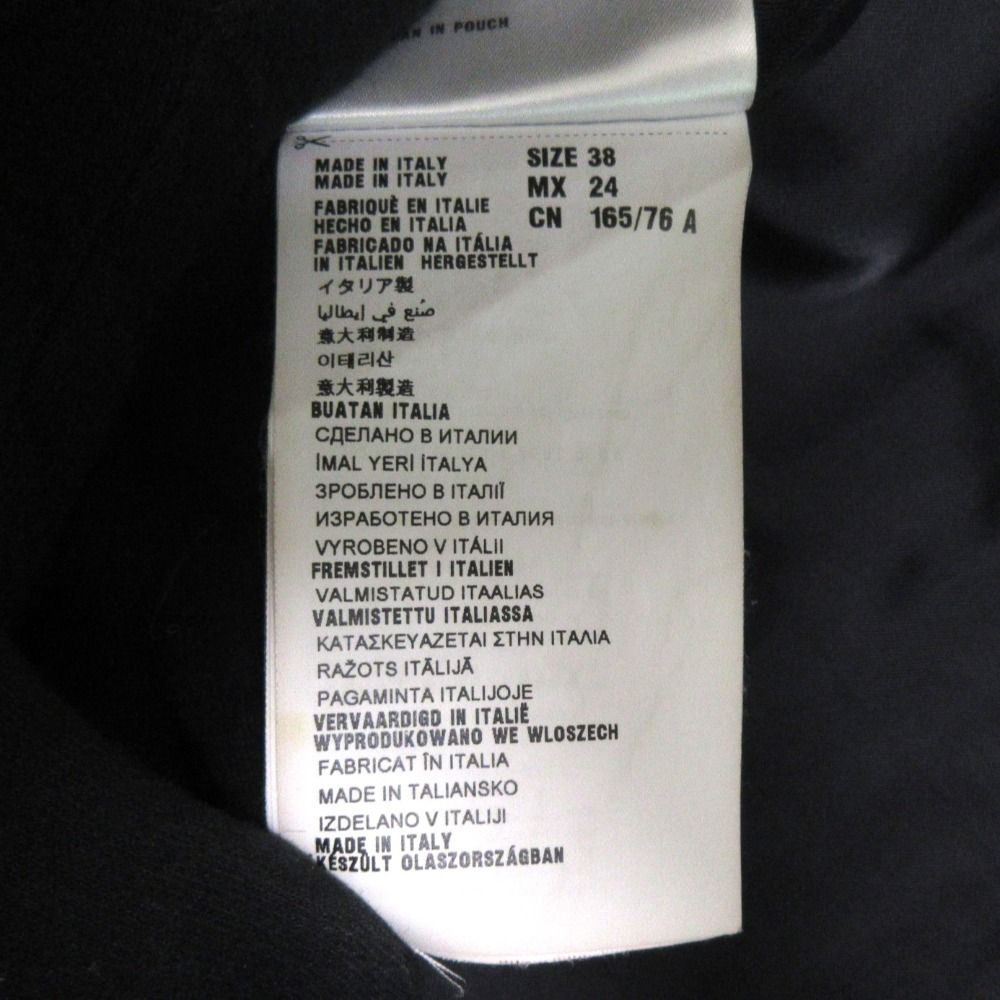 IN POUCH
MADE IN ITALY
MADE IN ITALY
FABRIQUÈ EN ITALIE
HECHO EN ITALIA
FABRICADO NA ITÁLIA
IN ITALIEN HERGESTELLT
イタリア製
صُنع في إيطاليا
意大利制造
이태리산
意大利製造
BUATAN ITALIA
СДЕЛАНО В ИТАЛИИ
İMAL YERİ İTALYA
ЗРОБЛЕНО В ІТАЛІЇ
ИЗРАБОТЕНО В ИТАЛИЯ
VYROBENO V ITÁLII
FREMSTILLET I ITALIEN
VALMISTATUD ITAALIAS
VALMISTETTU ITALIASSA
ΚΑΤΑΣΚΕΥΑΖΕΤΑΙ ΣΤΗΝ ΙΤΑΛΙΑ
RAŽOTS ITĀLIJĀ
PAGAMINTA ITALIJOJE
VERVAARDIGD IN ITALIË
WYPRODUKOWANO WE WLOSZECH
FABRICAT ÎN ITALIA
MADE IN TALIANSKO
IZDELANO V ITALIJI
MADE IN ITALY
KÉSZÜLT OLASZORSZÁGBAN
SIZE 38
MX 24
CN 165/76 A